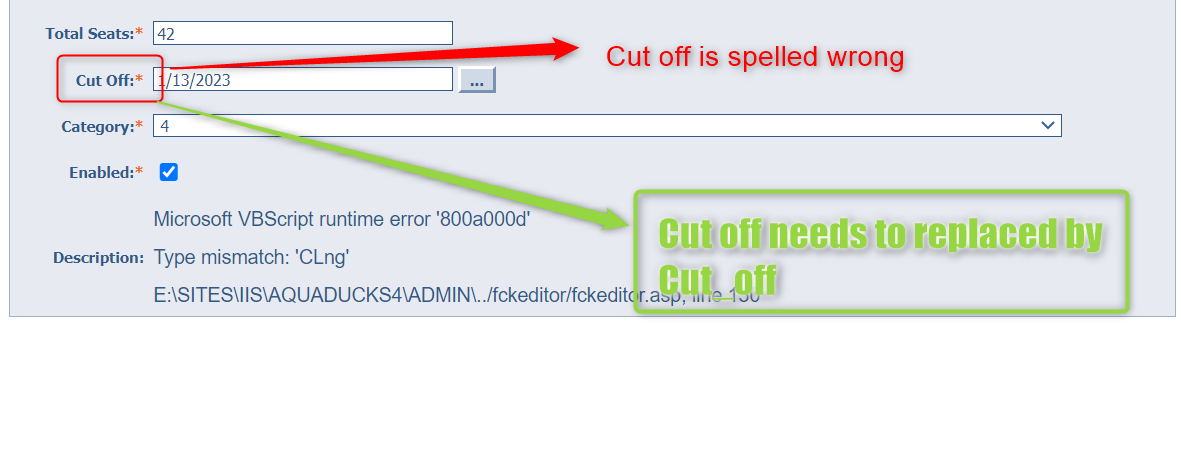 Total Seats:* 42
Cut off is spelled wrong
Cut Off:* 1/13/2023 ...
Category:* 4
Enabled:*
Microsoft VBScript runtime error '800a000d'
Cut off needs to replaced by
Cut_off
Description: Type mismatch: 'CLng'
E:\SITES\IIS\AQUADUCKS4\ADMIN\../fckeditor/fckeditor.asp, line